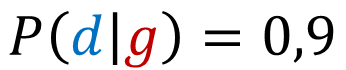 P(d|g) = 0,9